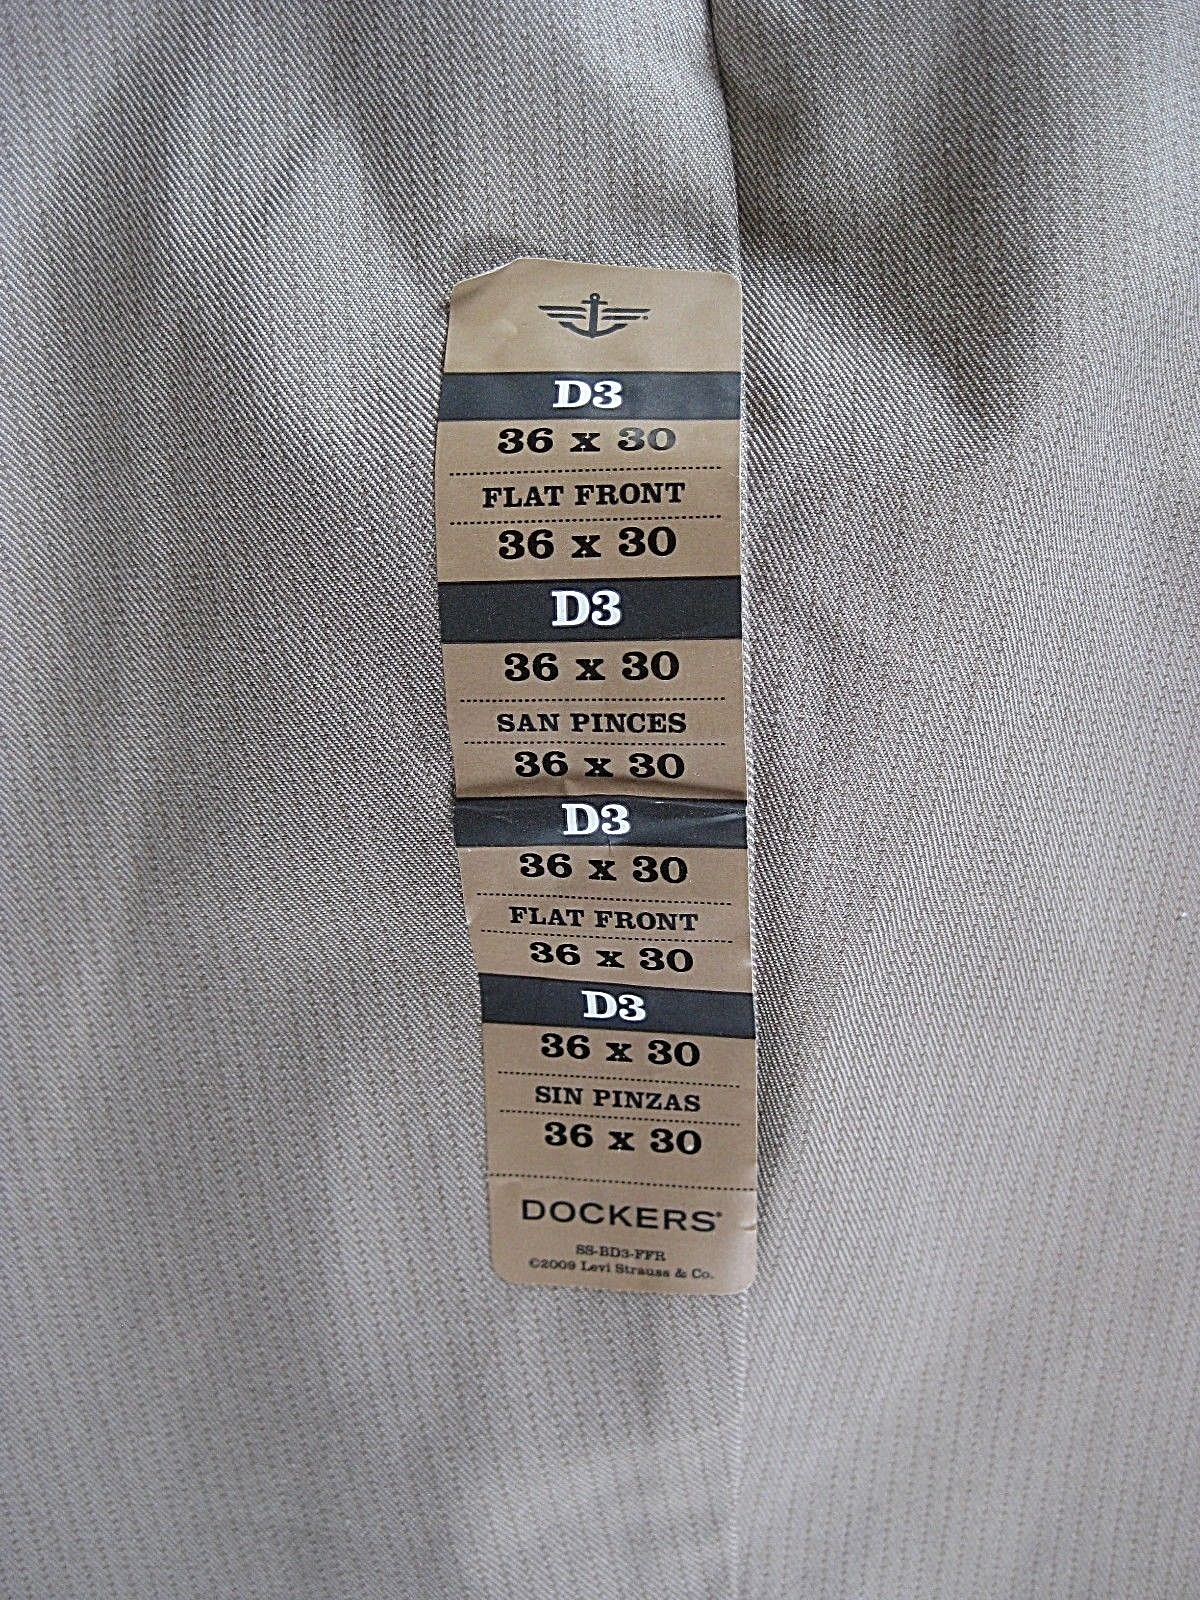 D3
36 x 30
FLAT FRONT
36 x 30
D3
36 x 30
SAN PINCES
36 x 30
D3
36 x 30
FLAT FRONT
36 x 30
D3
36 x 30
SIN PINZAS
36 x 30
DOCKERS®
SS-BD3-FFR
©2009 Levi Strauss & Co.